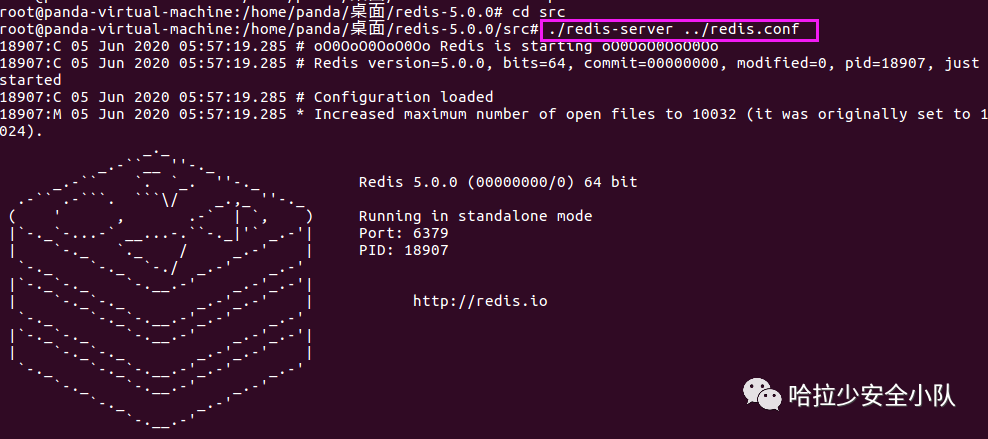 root@panda-virtual-machine:/home/panda/桌面/redis-5.0.0# cd src
root@panda-virtual-machine:/home/panda/桌面/redis-5.0.0/src# ./redis-server ../redis.conf
18907:C 05 Jun 2020 05:57:19.285 # oO0OoO0OoO0Oo Redis is starting oO0OoO0OoO0Oo
18907:C 05 Jun 2020 05:57:19.285 # Redis version=5.0.0, bits=64, commit=00000000, modified=0, pid=18907, just
started
18907:C 05 Jun 2020 05:57:19.285 # Configuration loaded
18907:M 05 Jun 2020 05:57:19.285 * Increased maximum number of open files to 10032 (it was originally set to 1
024).
Redis 5.0.0 (00000000/0) 64 bit
Running in standalone mode
Port: 6379
PID: 18907
http://redis.io
哈拉少安全小队